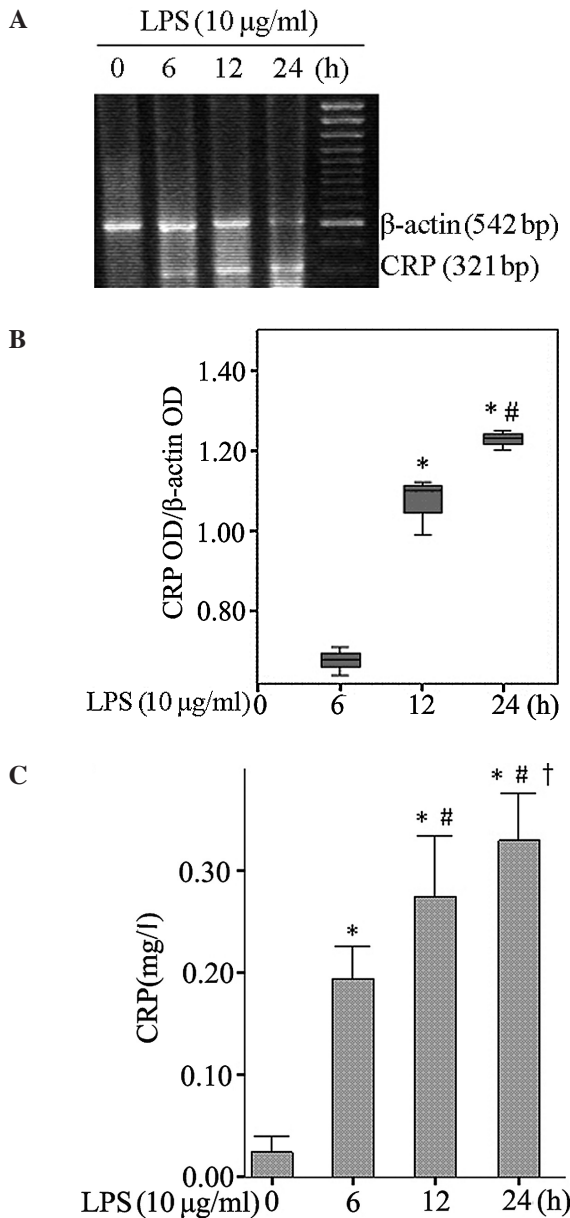 A
LPS (10 μg/ml)
0 6 12 24 (h)
β-actin (542 bp)
CRP (321 bp)
B
CRP OD/β-actin OD
1.40
* #
1.20
*
1.00
0.80
LPS (10 μg/ml) 0 6 12 24 (h)
C
CRP(mg/l)
* # †
* #
0.30
*
0.20
0.10
0.00
LPS (10 μg/ml) 0 6 12 24 (h)